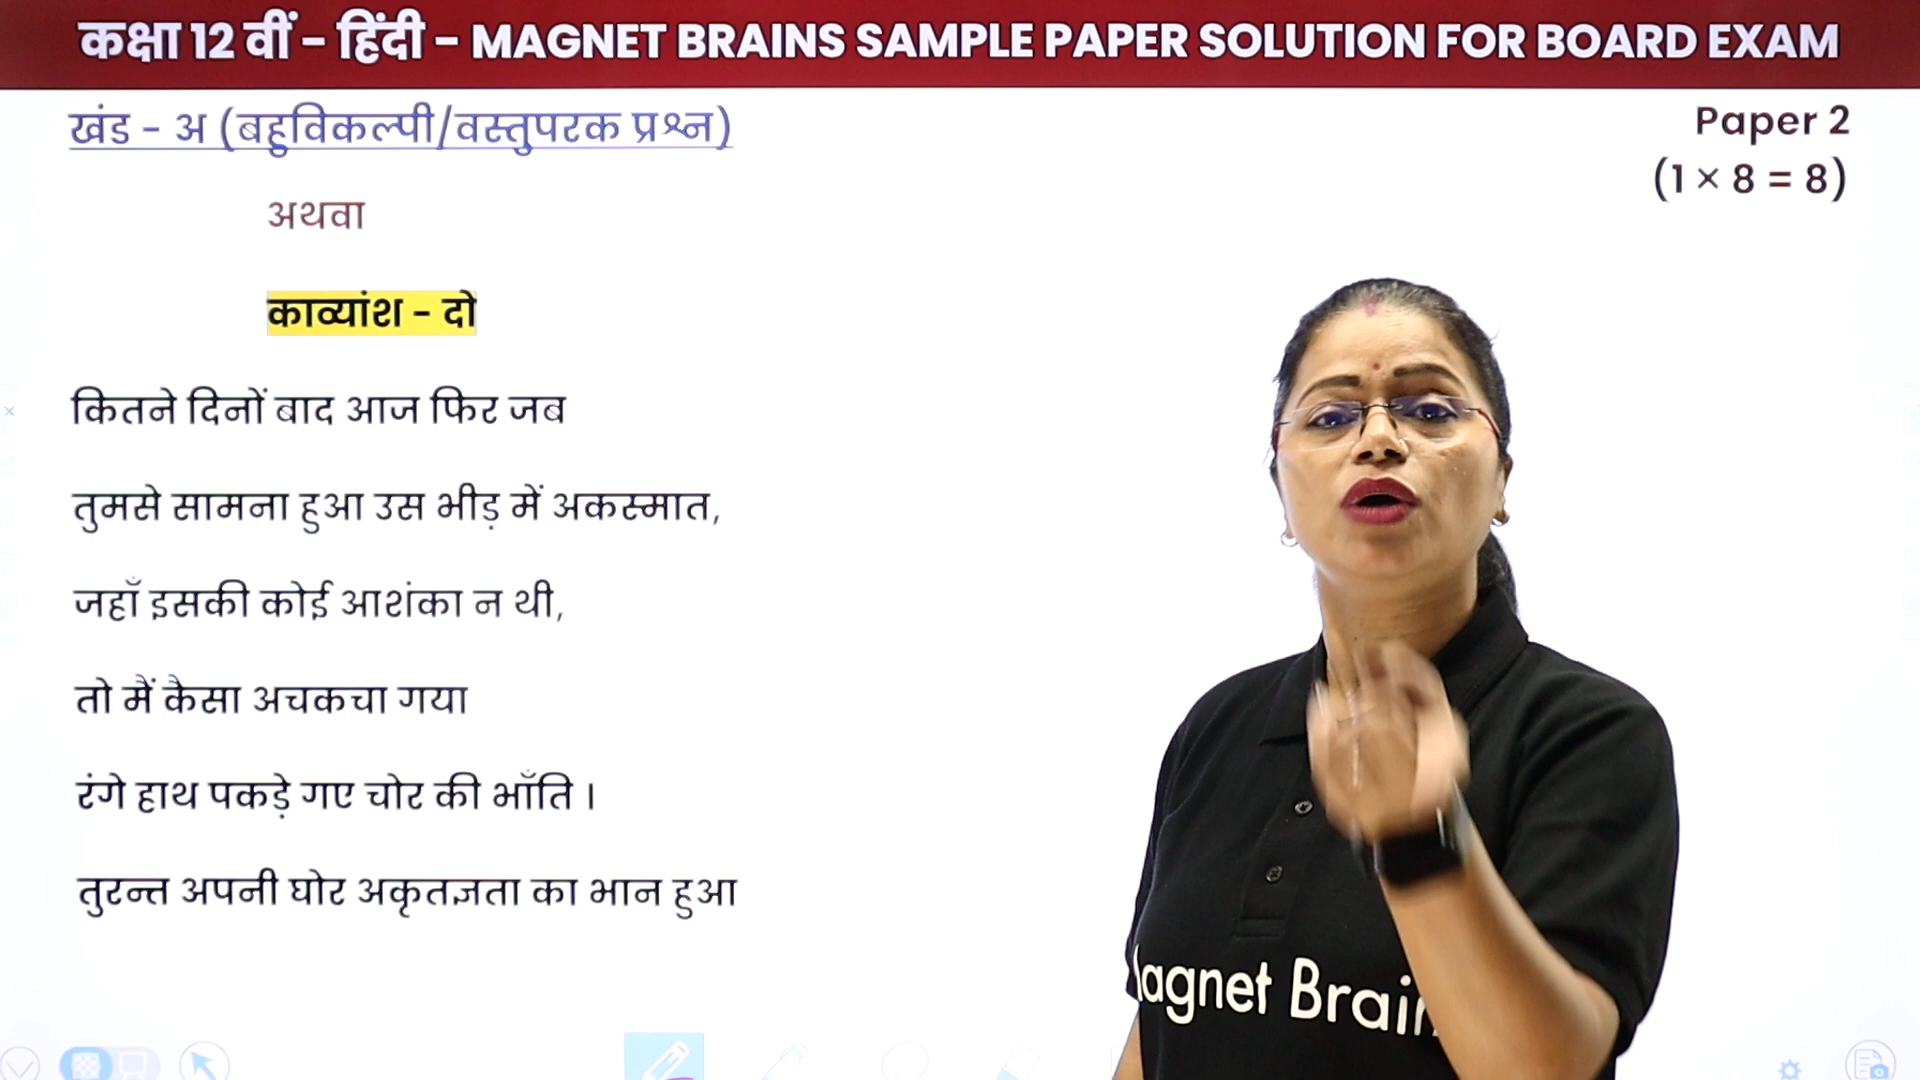 कक्षा 12 वीं – हिंदी – MAGNET BRAINS SAMPLE PAPER SOLUTION FOR BOARD EXAM
खंड - अ (बहुविकल्पी/वस्तुपरक प्रश्न)
Paper 2
(1 × 8 = 8)
अथवा
काव्यांश - दो
कितने दिनों बाद आज फिर जब
तुमसे सामना हुआ उस भीड़ में अकस्मात,
जहाँ इसकी कोई आशंका न थी,
तो मैं कैसा अचकचा गया
रंगे हाथ पकड़े गए चोर की भाँति ।
तुरन्त अपनी घोर अकृतज्ञता का भान हुआ
agnet Brain